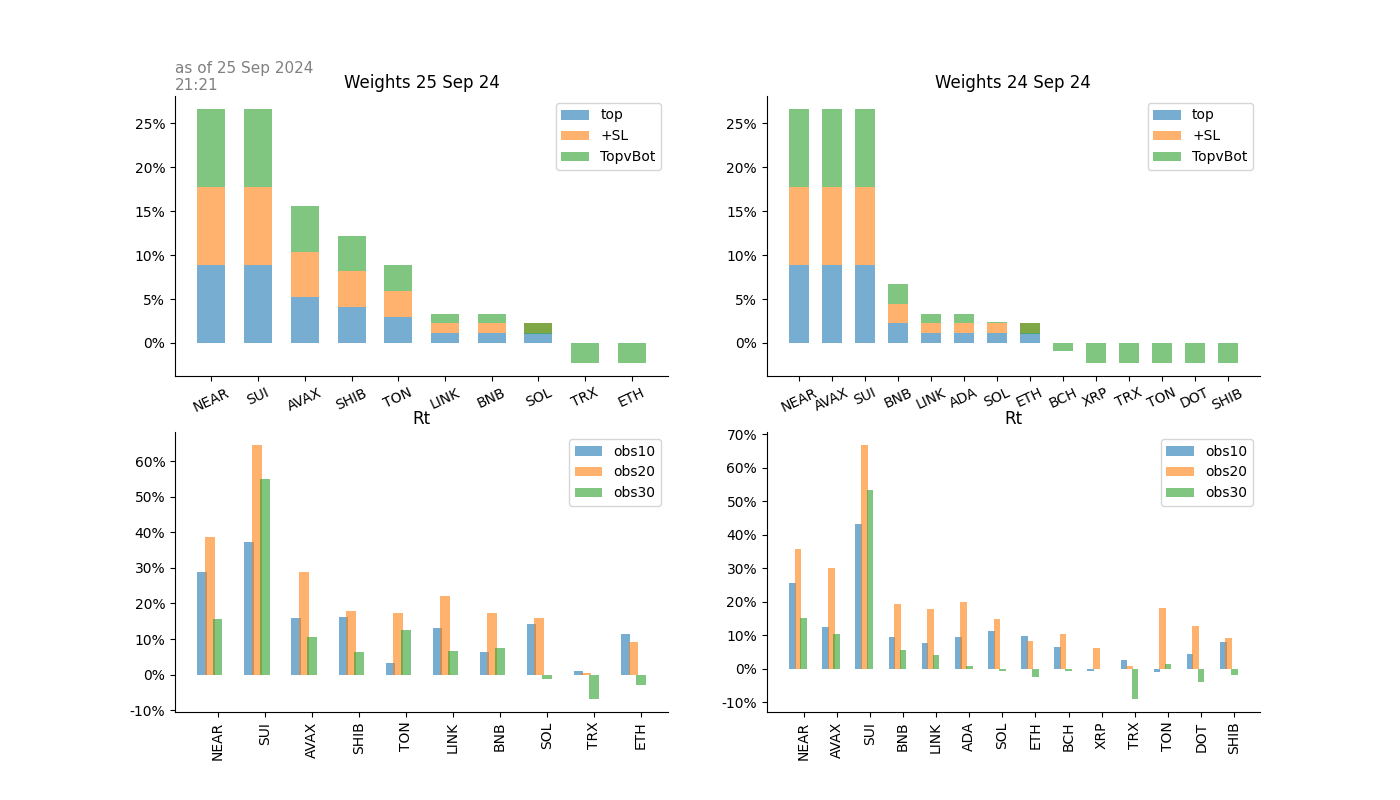 as of 25 Sep 2024
21:21
Weights 25 Sep 24
25%
20%
15%
10%
5%
0%
top
+SL
TopvBot
NEAR SUI AVAX SHIB TON LINK BNB SOL TRX ETH
Weights 24 Sep 24
25%
20%
15%
10%
5%
0%
top
+SL
TopvBot
NEAR AVAX SUI BNB LINK ADA SOL ETH BCH XRP TRX TON DOT SHIB
Rt
60%
50%
40%
30%
20%
10%
0%
-10%
obs10
obs20
obs30
NEAR SUI AVAX SHIB TON LINK BNB SOL TRX ETH
Rt
70%
60%
50%
40%
30%
20%
10%
0%
-10%
obs10
obs20
obs30
NEAR AVAX SUI BNB LINK ADA SOL ETH BCH XRP TRX TON DOT SHIB